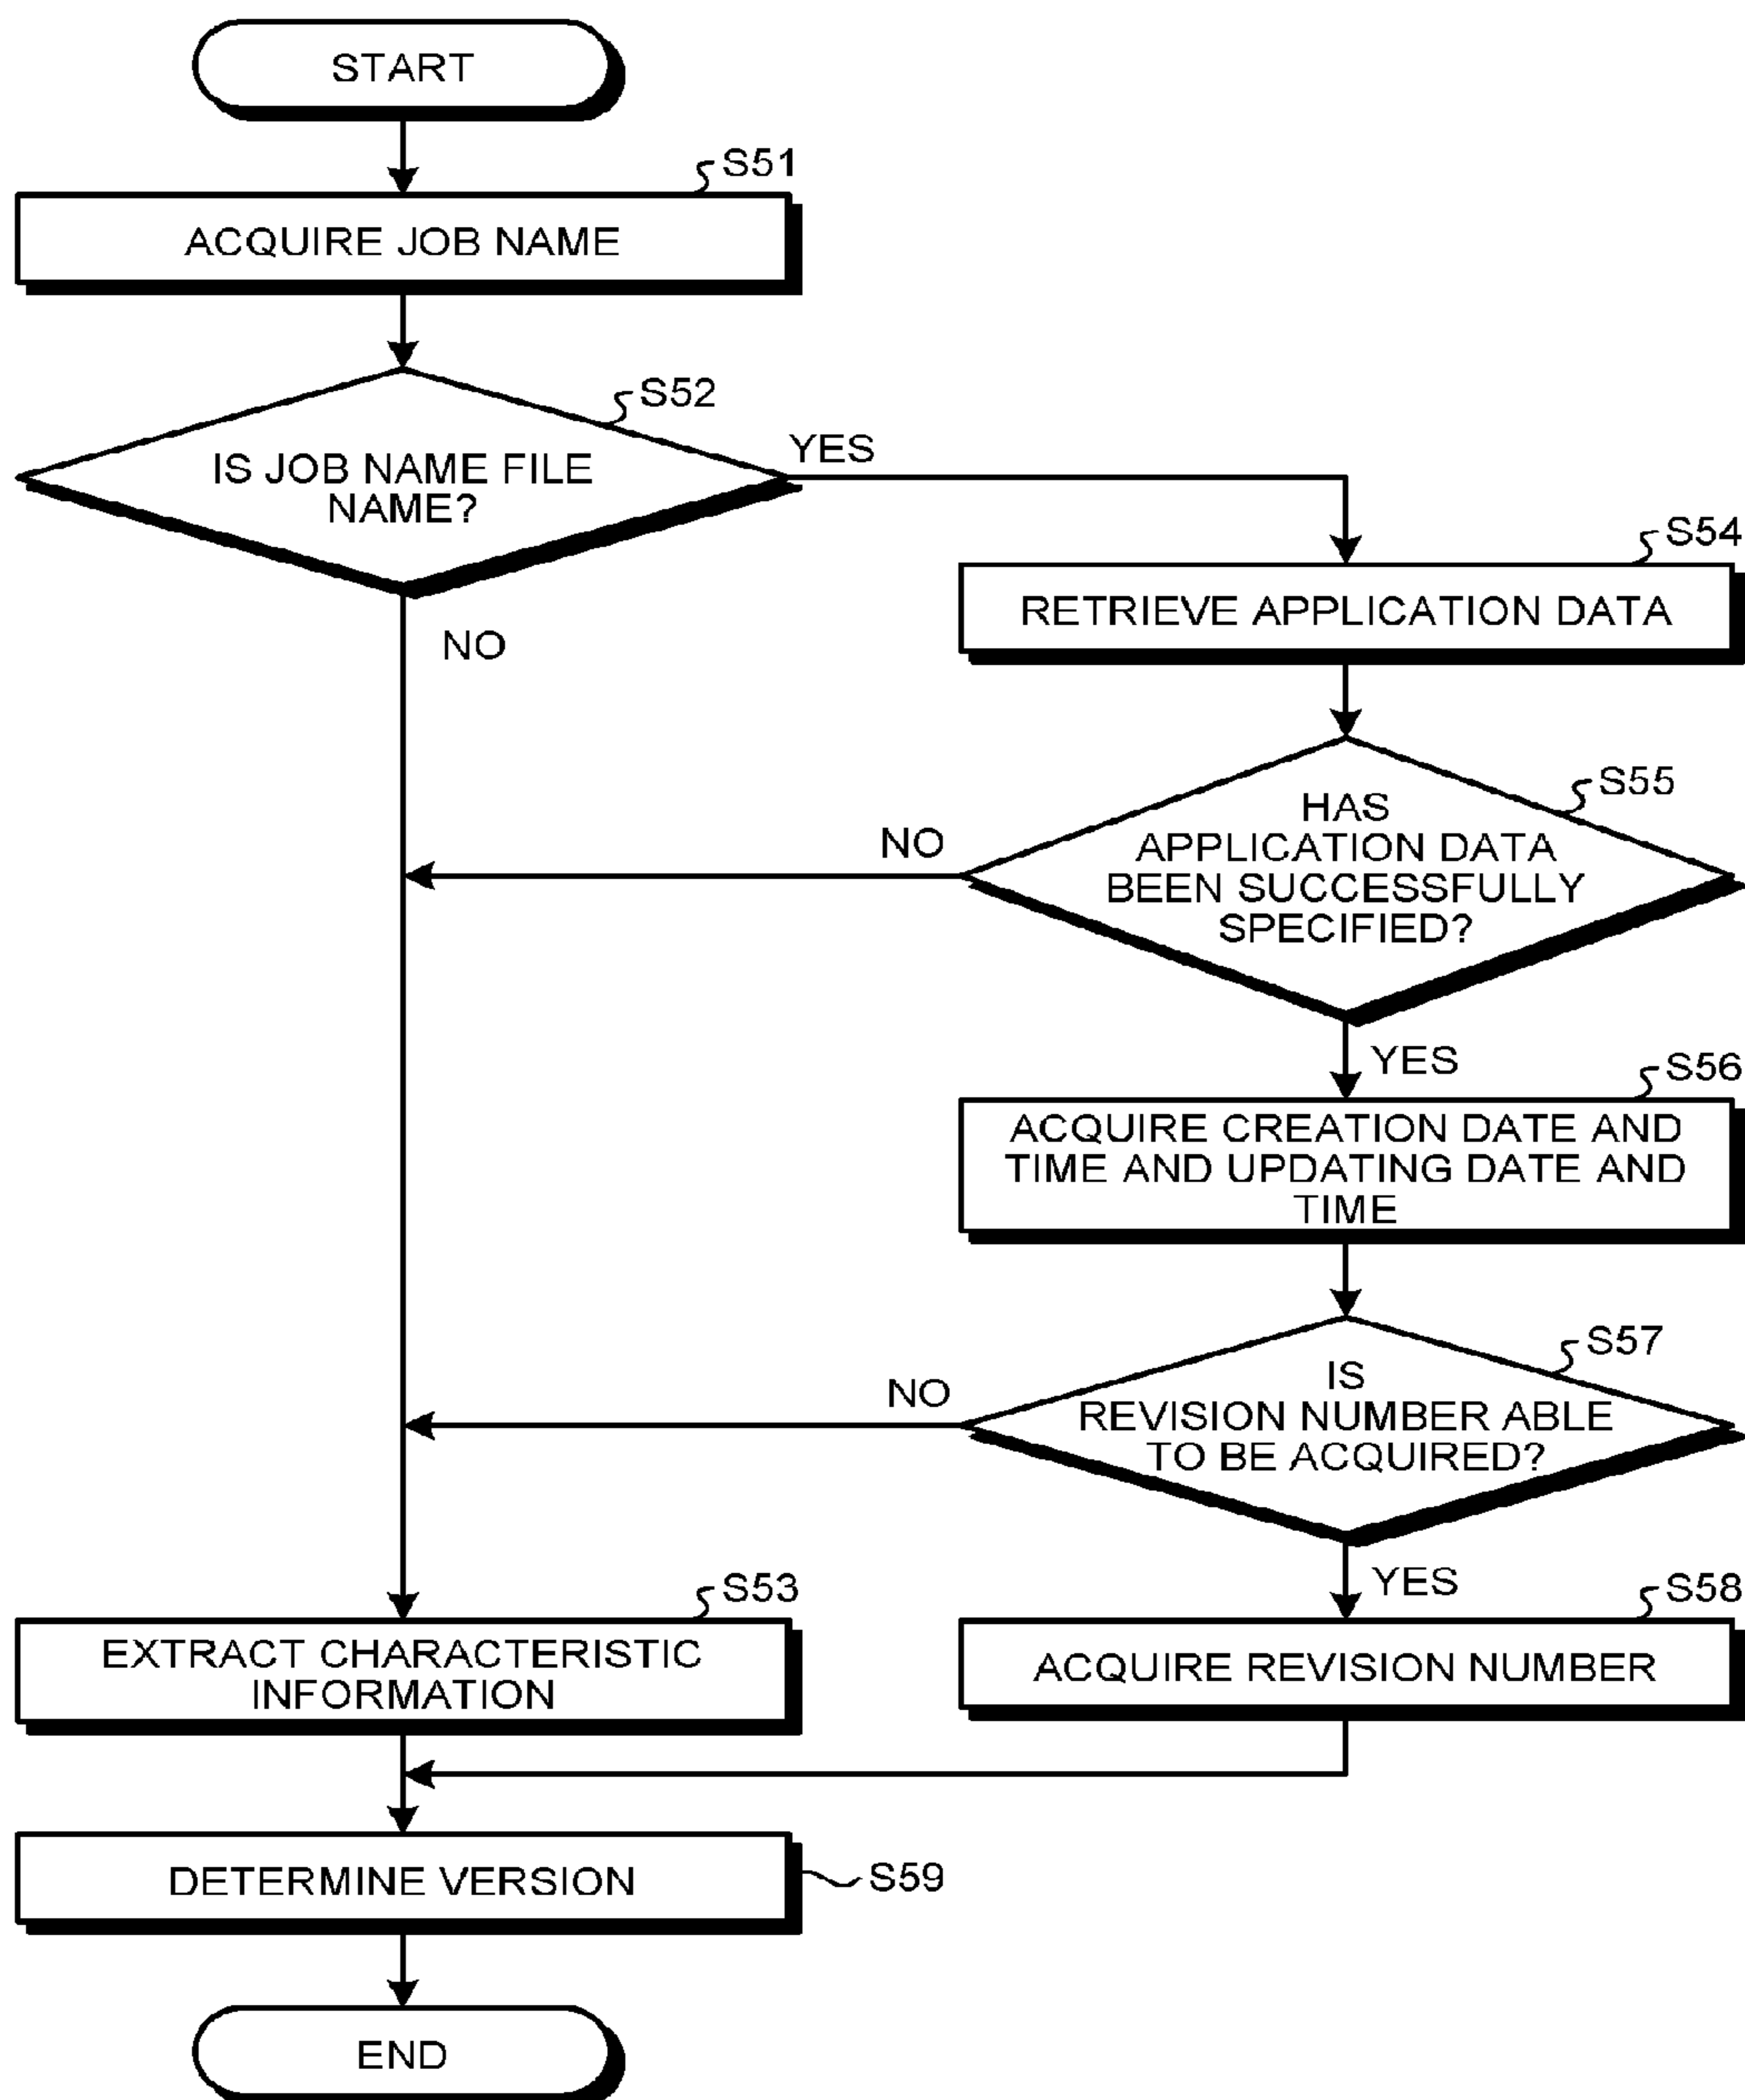 START
S51
ACQUIRE JOB NAME
S52
IS JOB NAME FILE
NAME?
YES
NO
S54
RETRIEVE APPLICATION DATA
S55
HAS
APPLICATION DATA
BEEN SUCCESSFULLY
SPECIFIED?
NO
YES
S56
ACQUIRE CREATION DATE AND
TIME AND UPDATING DATE AND
TIME
S57
IS
REVISION NUMBER ABLE
TO BE ACQUIRED?
NO
YES
S53
EXTRACT CHARACTERISTIC
INFORMATION
S58
ACQUIRE REVISION NUMBER
DETERMINE VERSION
S59
END